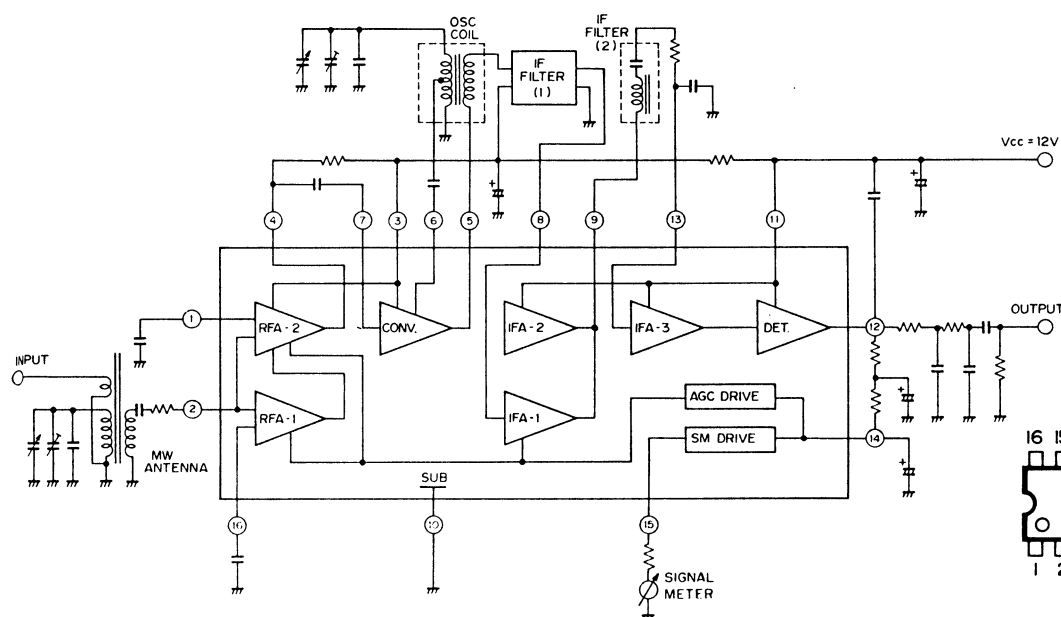 OSC
COIL
IF
FILTER
(1)
IF
FILTER
(2)
Vcc = 12V
4
7
3
6
5
8
9
13
11
1
RFA-2
CONV.
IFA-2
IFA-3
DET.
12
OUTPUT
INPUT
2
RFA-1
IFA-1
AGC DRIVE
SM DRIVE
14
MW
ANTENNA
SUB
16
10
15
SIGNAL
METER
16 15
1 2